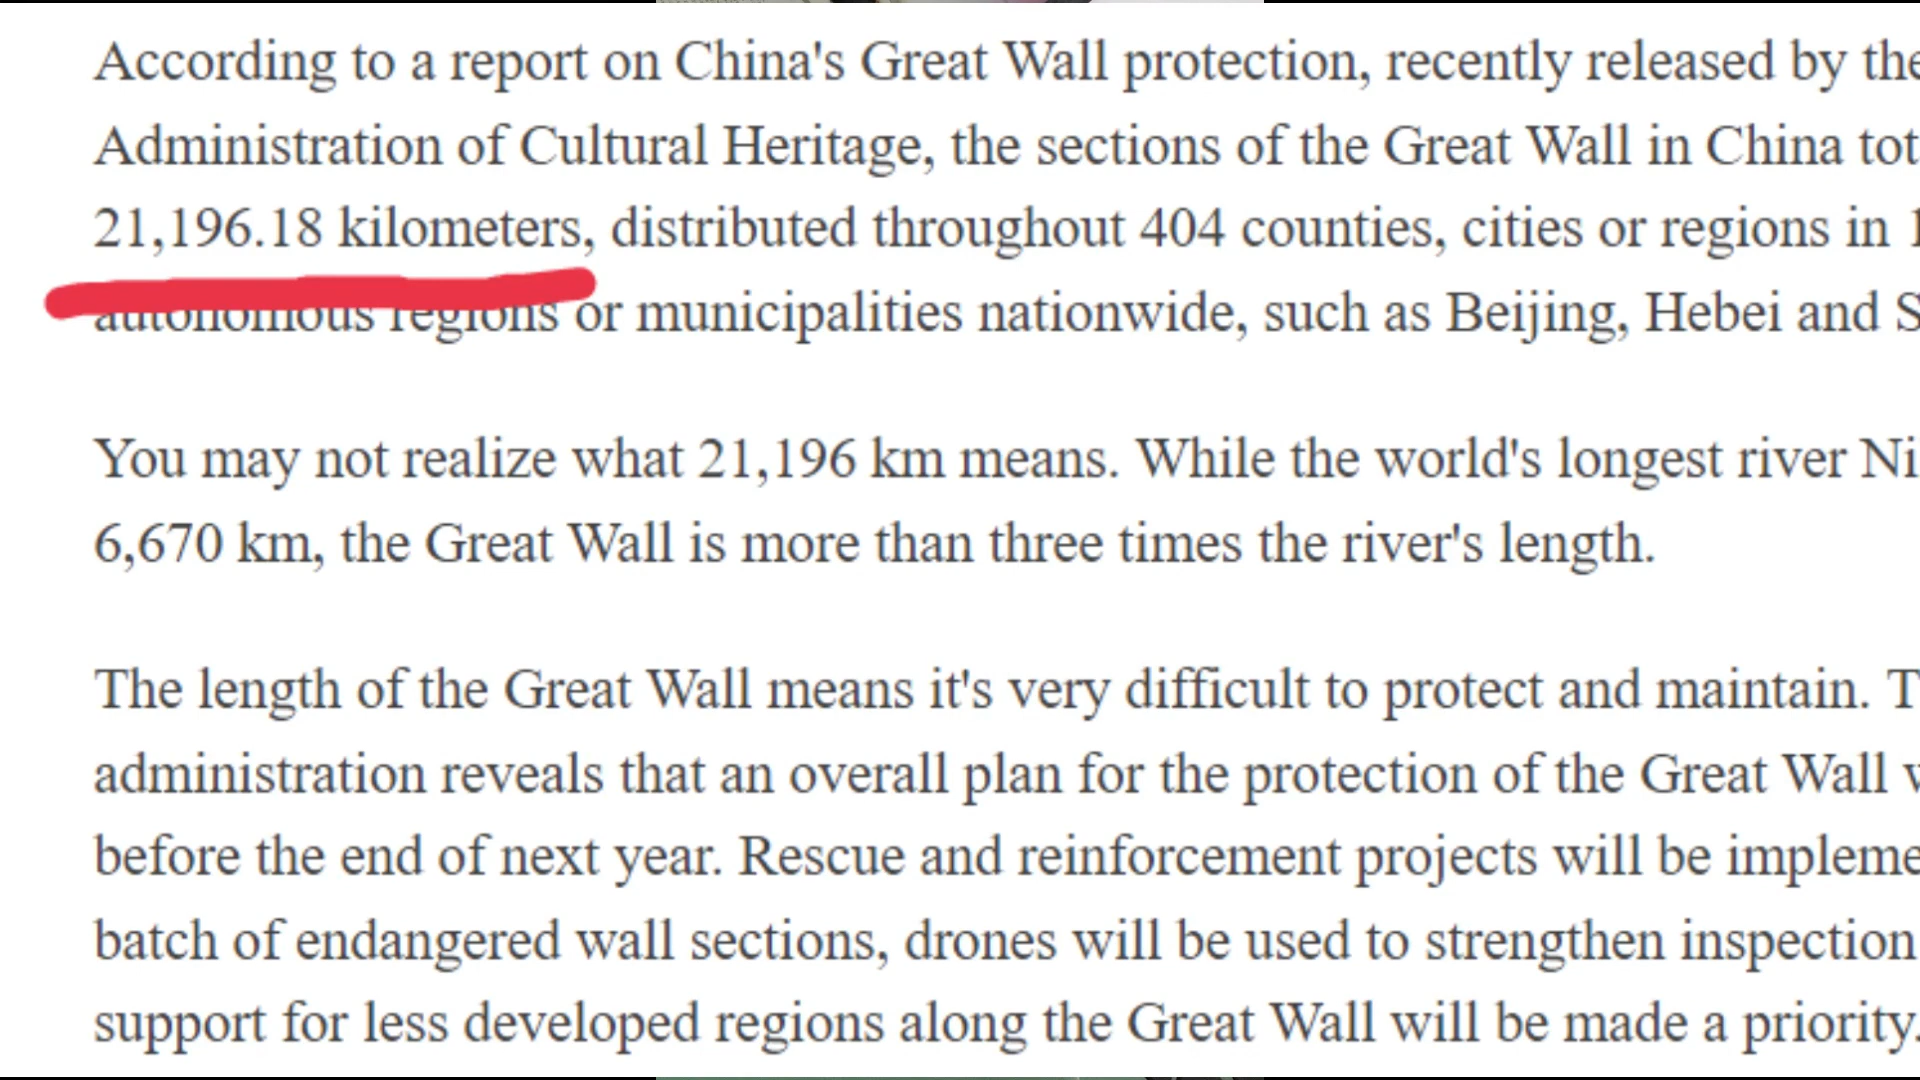 According to a report on China's Great Wall protection, recently released by the
Administration of Cultural Heritage, the sections of the Great Wall in China
21,196.18 kilometers, distributed throughout 404 counties, cities or regions in
autonomous regions or municipalities nationwide, such as Beijing, Hebei and
You may not realize what 21,196 km means. While the world's longest river
6,670 km, the Great Wall is more than three times the river's length.
The length of the Great Wall means it's very difficult to protect and maintain.
administration reveals that an overall plan for the protection of the Great Wall
before the end of next year. Rescue and reinforcement projects will be
batch of endangered wall sections, drones will be used to strengthen inspection
support for less developed regions along the Great Wall will be made a priority.